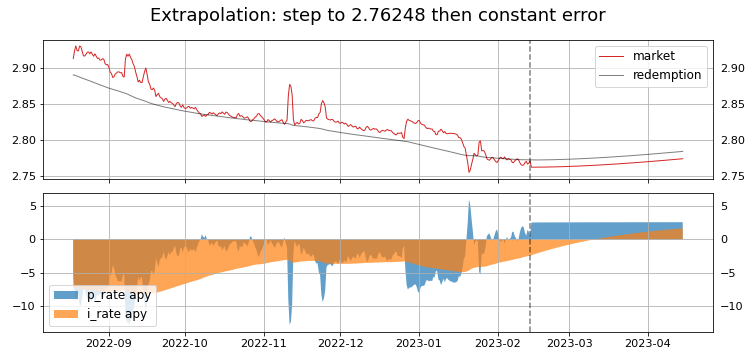 Extrapolation: step to 2.76248 then constant error
market
redemption
2.90 2.90
2.85 2.85
2.80 2.80
2.75 2.75
5 5
0 0
−5 −5
−10 −10
p_rate apy
i_rate apy
2022-09 2022-10 2022-11 2022-12 2023-01 2023-02 2023-03 2023-04